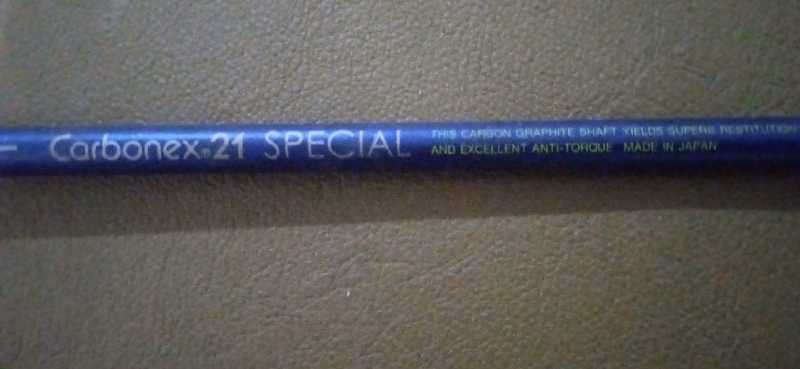 Carbonex®21 SPECIAL
THIS CARBON GRAPHITE SHAFT YIELDS SUPERB RESTITUTION
AND EXCELLENT ANTI-TORQUE MADE IN JAPAN